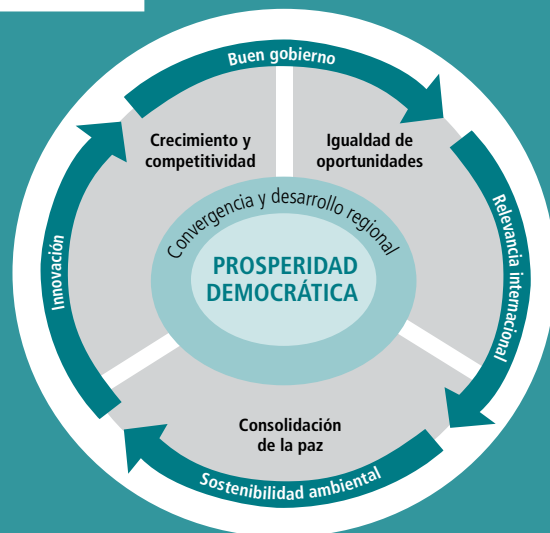 Buen gobierno
Crecimiento y
competitividad
Igualdad de
oportunidades
Convergencia y desarrollo regional
PROSPERIDAD
DEMOCRÁTICA
Innovación
Relevancia internacional
Consolidación
de la paz
Sostenibilidad ambiental